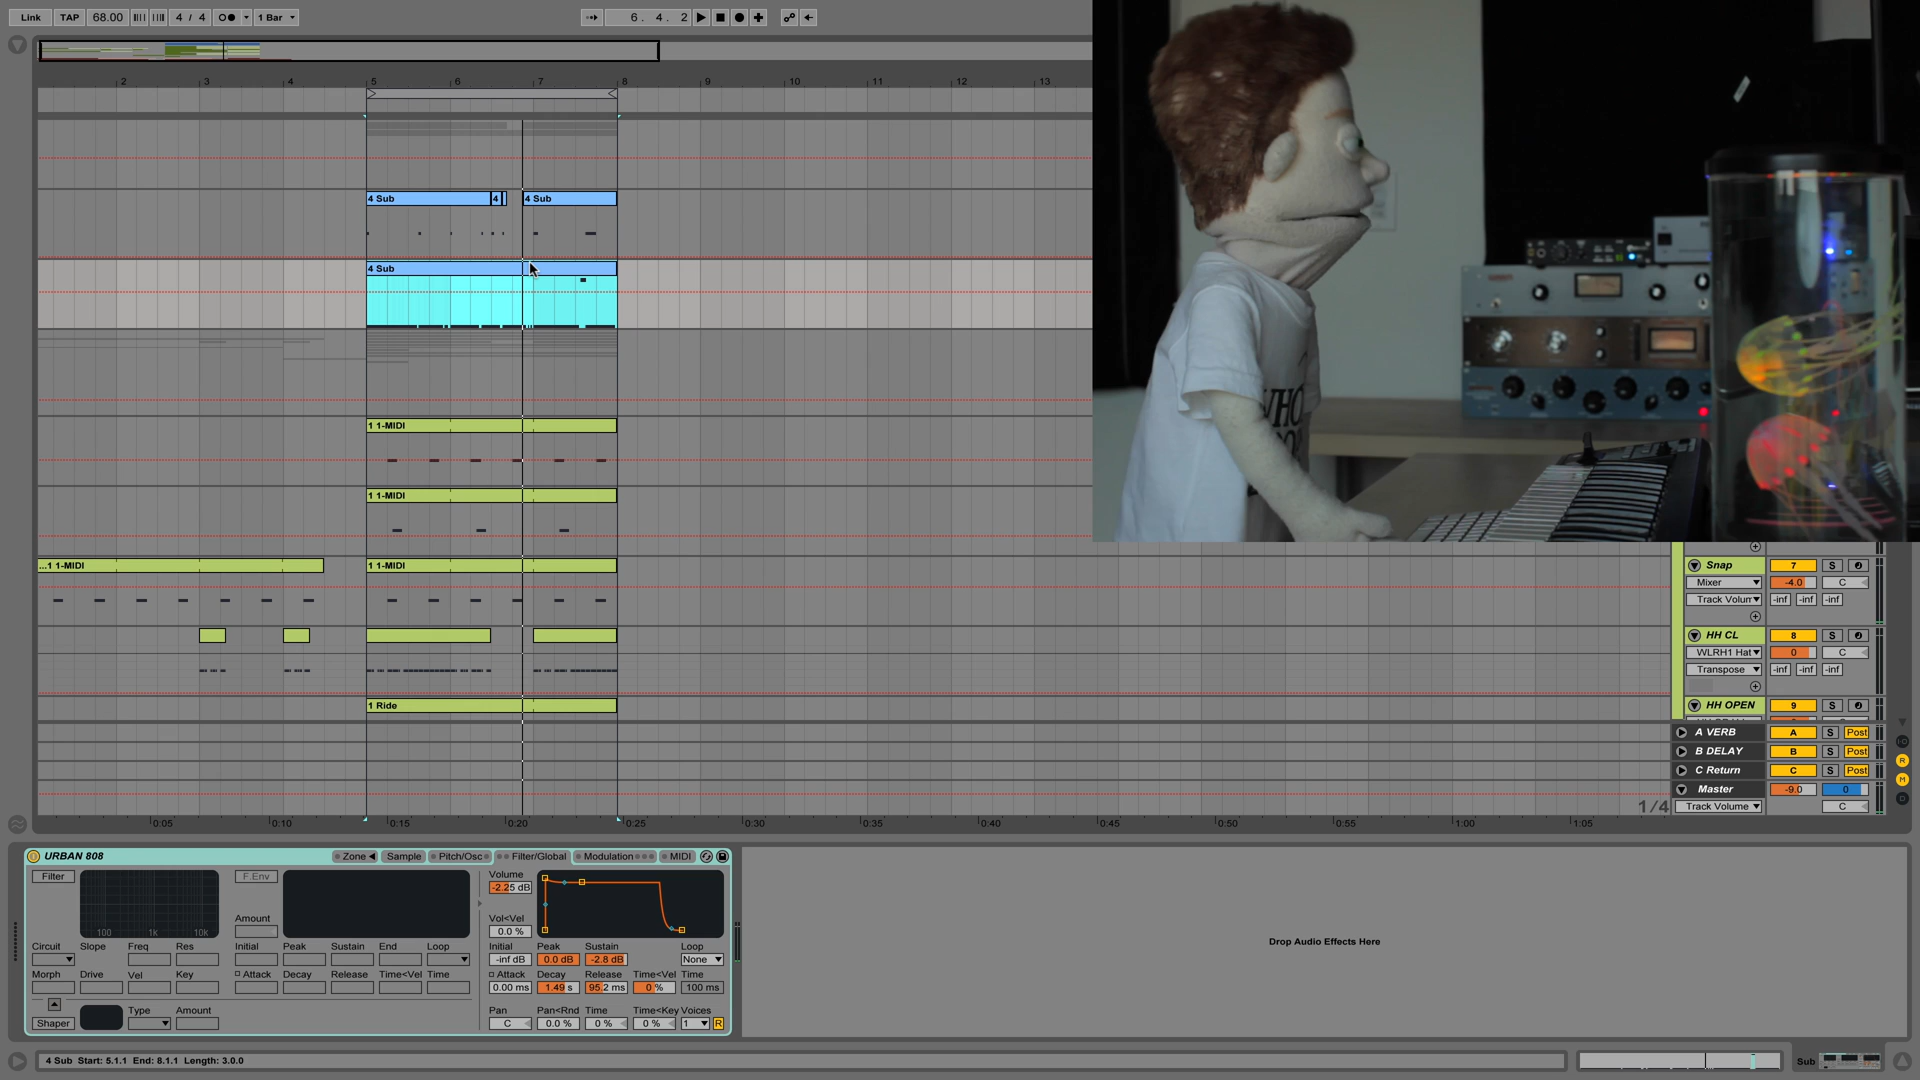 Link TAP 68.00 4 / 4 1 Bar 6. 4. 2
2 3 4 5 6 7 8 9 10 11 12 13
4 Sub 4 4 Sub
4 Sub
1 1-MIDI
1 1-MIDI
...1 1-MIDI 1 1-MIDI
1 Ride
Snap 7 S
Mixer -4.0 C
Track Volum -inf -inf -inf
HH CL 8 S
WLRH1 Hat 0 C
Transpose -inf -inf -inf
HH OPEN 9 S
A VERB A S Post
B DELAY B S Post
C Return C S Post
Master -9.0 0
1/4 Track Volume C
0:05 0:10 0:15 0:20 0:25 0:30 0:35 0:40 0:45 0:50 0:55 1:00 1:05
R
M
D
URBAN 808 Zone Sample Pitch/Osc Filter/Global Modulation MIDI
Filter F.Env Volume
-2.25 dB
Amount Vol<Vel
100 1k 10k 0.0 %
Circuit Slope Freq Res Initial Peak Sustain End Loop Initial Peak Sustain Loop
-inf dB 0.0 dB -2.8 dB None
Morph Drive Vel Key Attack Decay Release Time<Vel Time Attack Decay Release Time<Vel Time
0.00 ms 1.49 s 95.2 ms 0 % 100 ms
Type Amount Pan Pan<Rnd Time Time<Key Voices
Shaper C 0.0 % 0 % 0 % 1 R
Drop Audio Effects Here
4 Sub Start: 5.1.1 End: 8.1.1 Length: 3.0.0
Sub